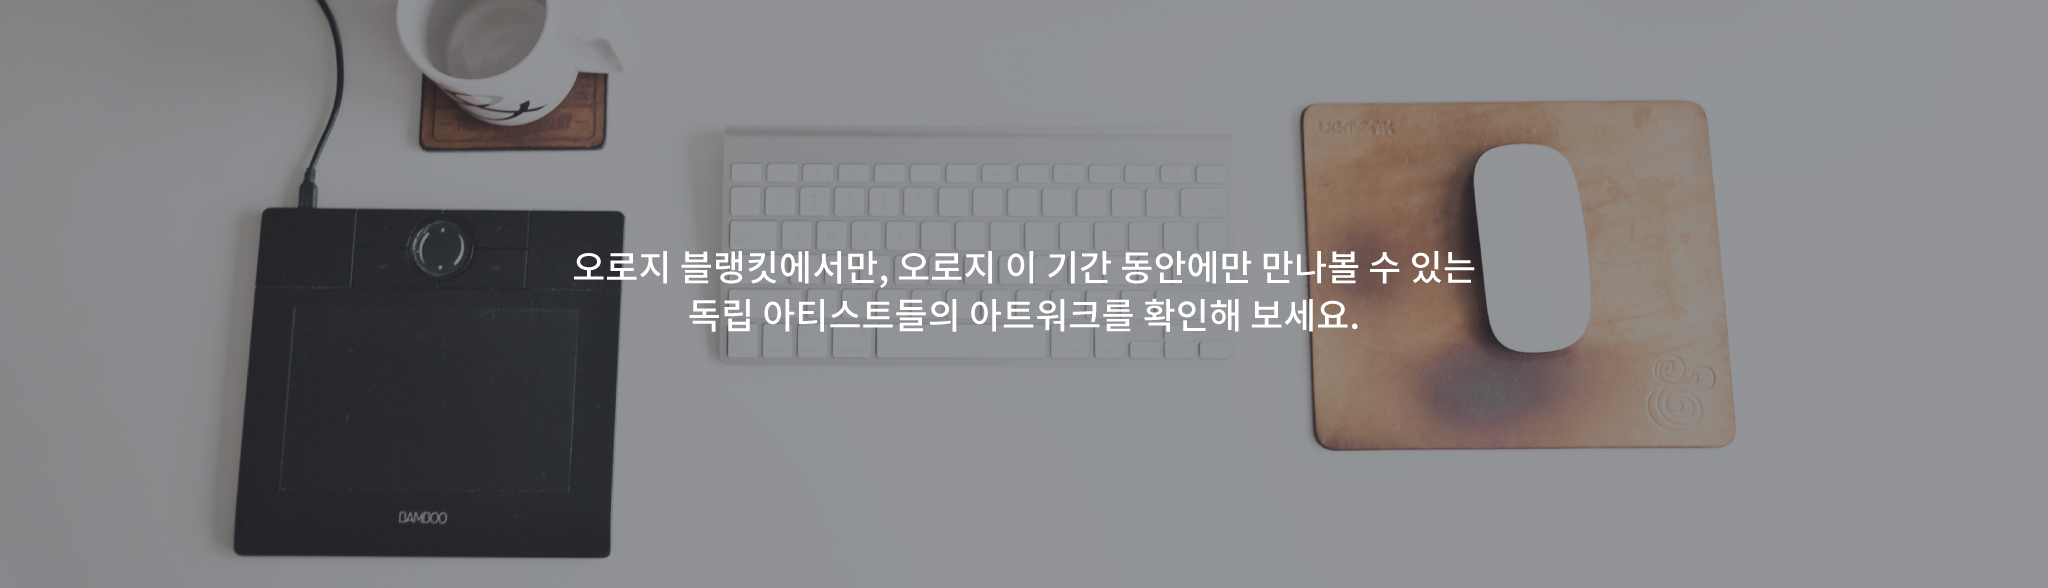 UGMONK
오로지 블랭킷에서만, 오로지 이 기간 동안에만 만나볼 수 있는
독립 아티스트들의 아트워크를 확인해 보세요.
BAMBOO